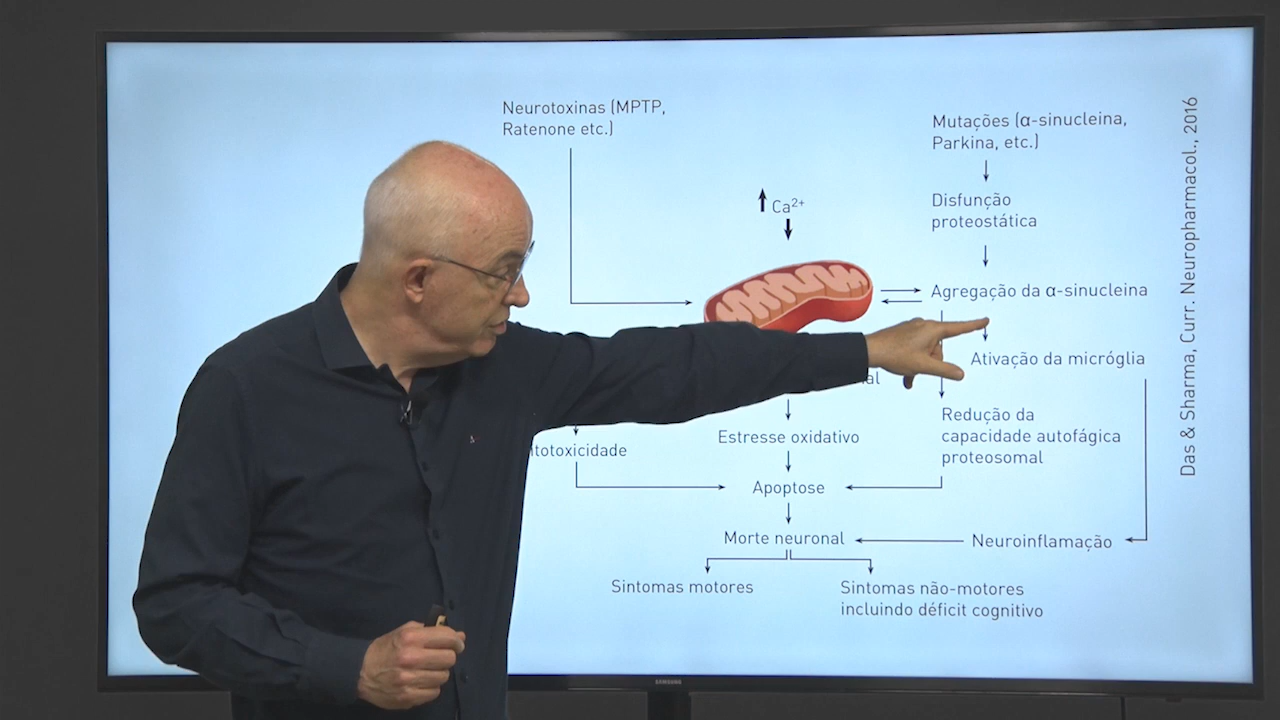 Neurotoxinas (MPTP,
Ratenone etc.)
Mutações (α-sinucleina,
Parkina, etc.)
Ca²⁺
Disfunção
proteostática
Agregação da α-sinucleina
Ativação da micróglia
Redução da
capacidade autofágica
proteosomal
Estresse oxidativo
Apoptose
Morte neuronal
Neuroinflamação
Sintomas motores
Sintomas não-motores
incluindo déficit cognitivo
Das & Sharma, Curr. Neuropharmacol., 2016
SAMSUNG